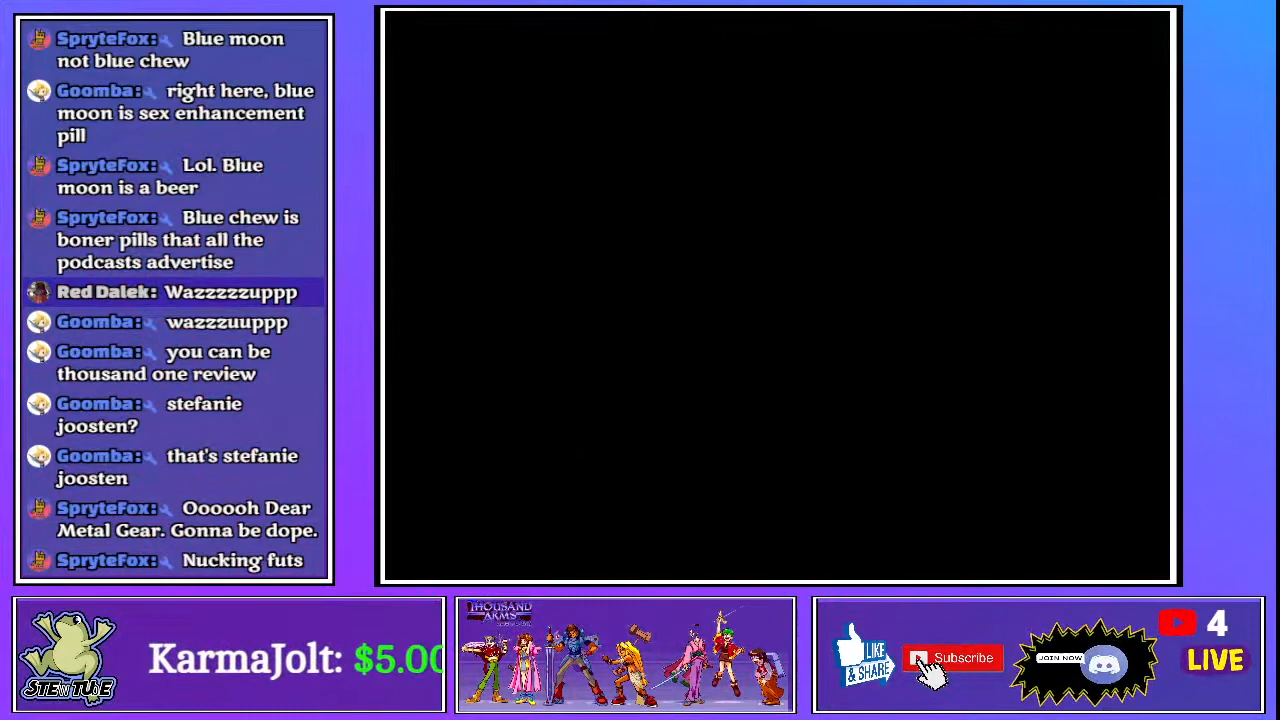 SpryteFox: Blue moon
not blue chew
Goomba: right here, blue
moon is sex enhancement
pill
SpryteFox: Lol. Blue
moon is a beer
SpryteFox: Blue chew is
boner pills that all the
podcasts advertise
Red Dalek: Wazzzzzuppp
Goomba: wazzzuuppp
Goomba: you can be
thousand one review
Goomba: stefanie
joosten?
Goomba: that's stefanie
joosten
SpryteFox: Oooooh Dear
Metal Gear. Gonna be dope.
SpryteFox: Nucking futs
STEW TUBE
KarmaJolt: $5.00
THOUSAND
ARMS
LIKE
& SHARE
Subscribe
JOIN NOW
4
LIVE